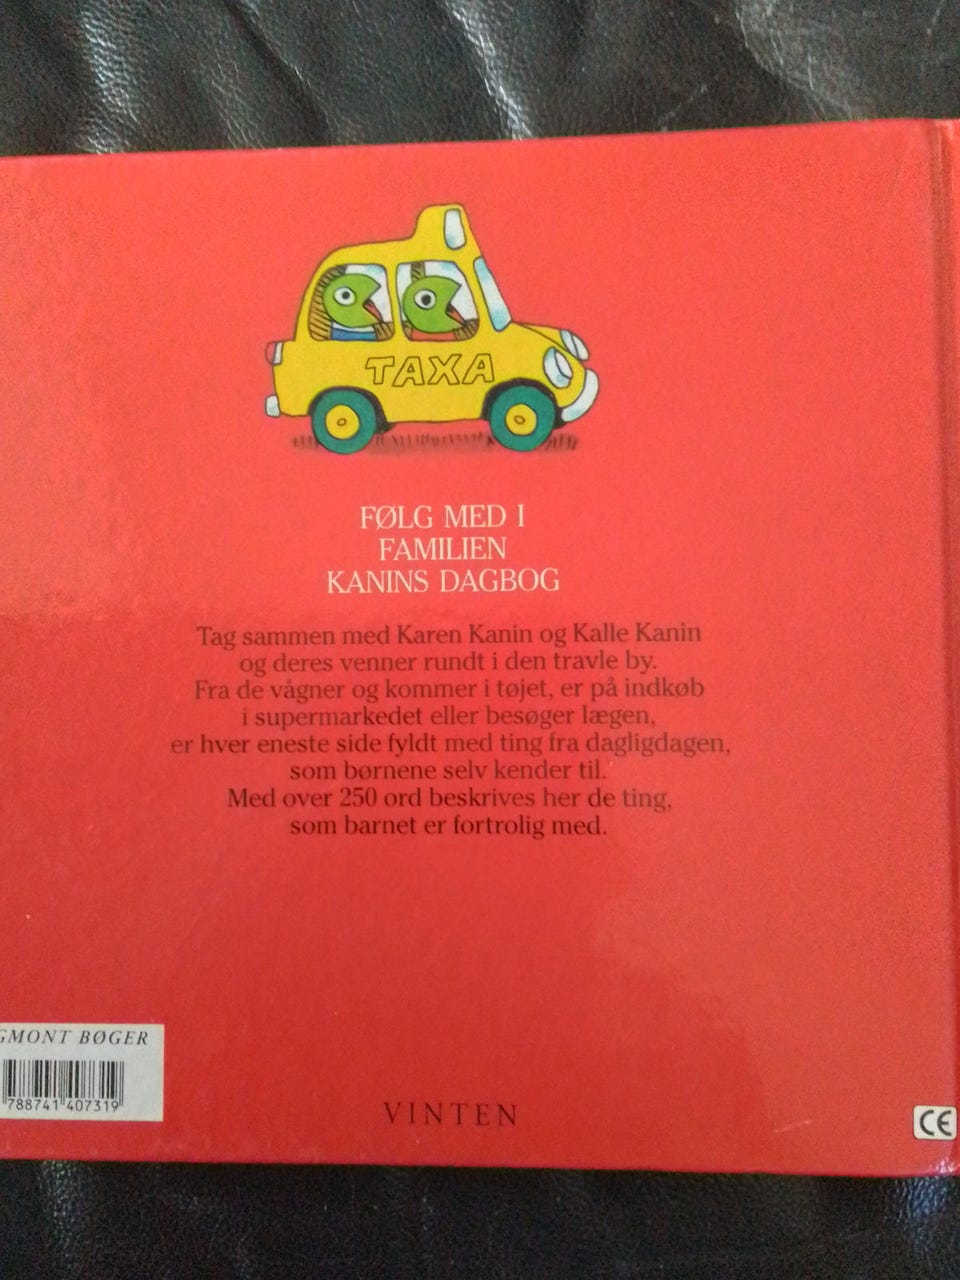 TAXA
FØLG MED I
FAMILIEN
KANINS DAGBOG
Tag sammen med Karen Kanin og Kalle Kanin
og deres venner rundt i den travle by.
Fra de vågner og kommer i tøjet, er på indkøb
i supermarkedet eller besøger lægen,
er hver eneste side fyldt med ting fra dagligdagen,
som børnene selv kender til.
Med over 250 ord beskrives her de ting,
som barnet er fortrolig med.
GMONT BØGER
788741 407319
VINTEN
CE